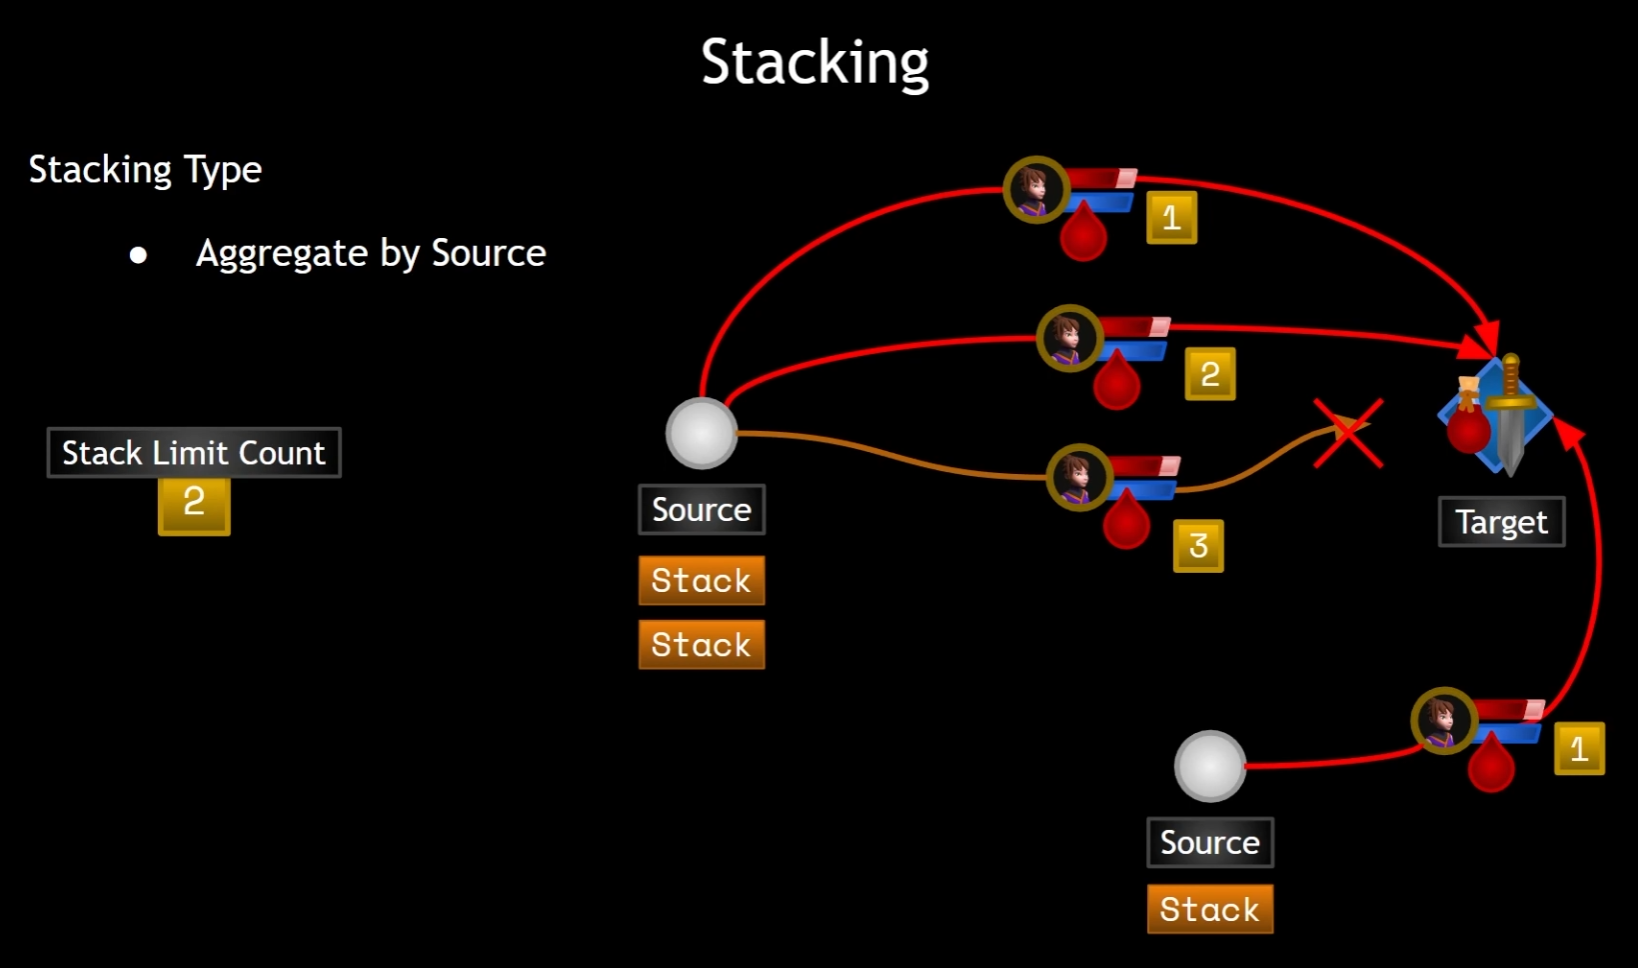 Stacking
Stacking Type
● Aggregate by Source
Stack Limit Count
2
1
2
3
Source
Stack
Stack
Target
1
Source
Stack